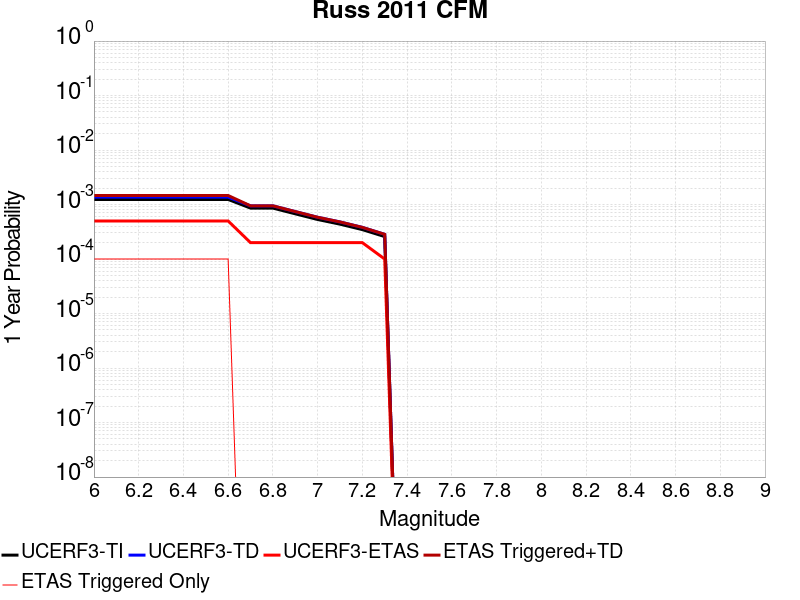 Russ 2011 CFM
1 Year Probability
10^0
10^-1
10^-2
10^-3
10^-4
10^-5
10^-6
10^-7
10^-8
6 6.2 6.4 6.6 6.8 7 7.2 7.4 7.6 7.8 8 8.2 8.4 8.6 8.8 9
Magnitude
UCERF3-TI UCERF3-TD UCERF3-ETAS ETAS Triggered+TD
ETAS Triggered Only